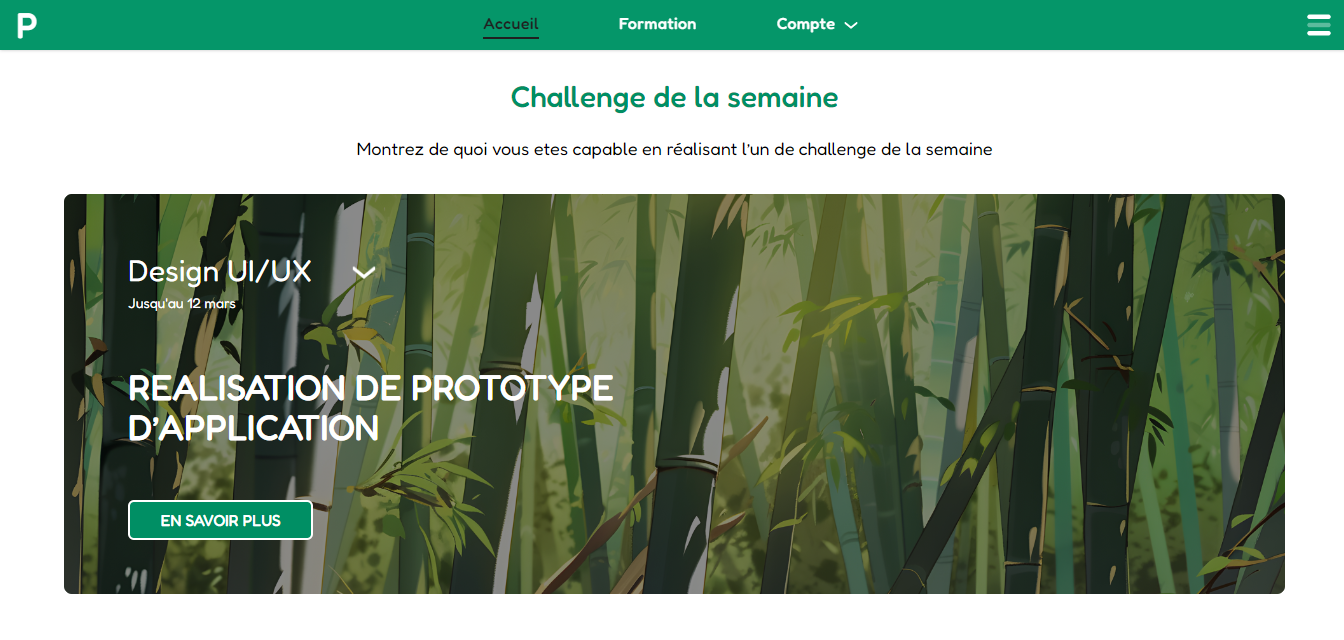 P
Accueil
Formation
Compte
Challenge de la semaine
Montrez de quoi vous etes capable en réalisant l'un de challenge de la semaine
Design UI/UX
Jusqu'au 12 mars
REALISATION DE PROTOTYPE
D'APPLICATION
EN SAVOIR PLUS